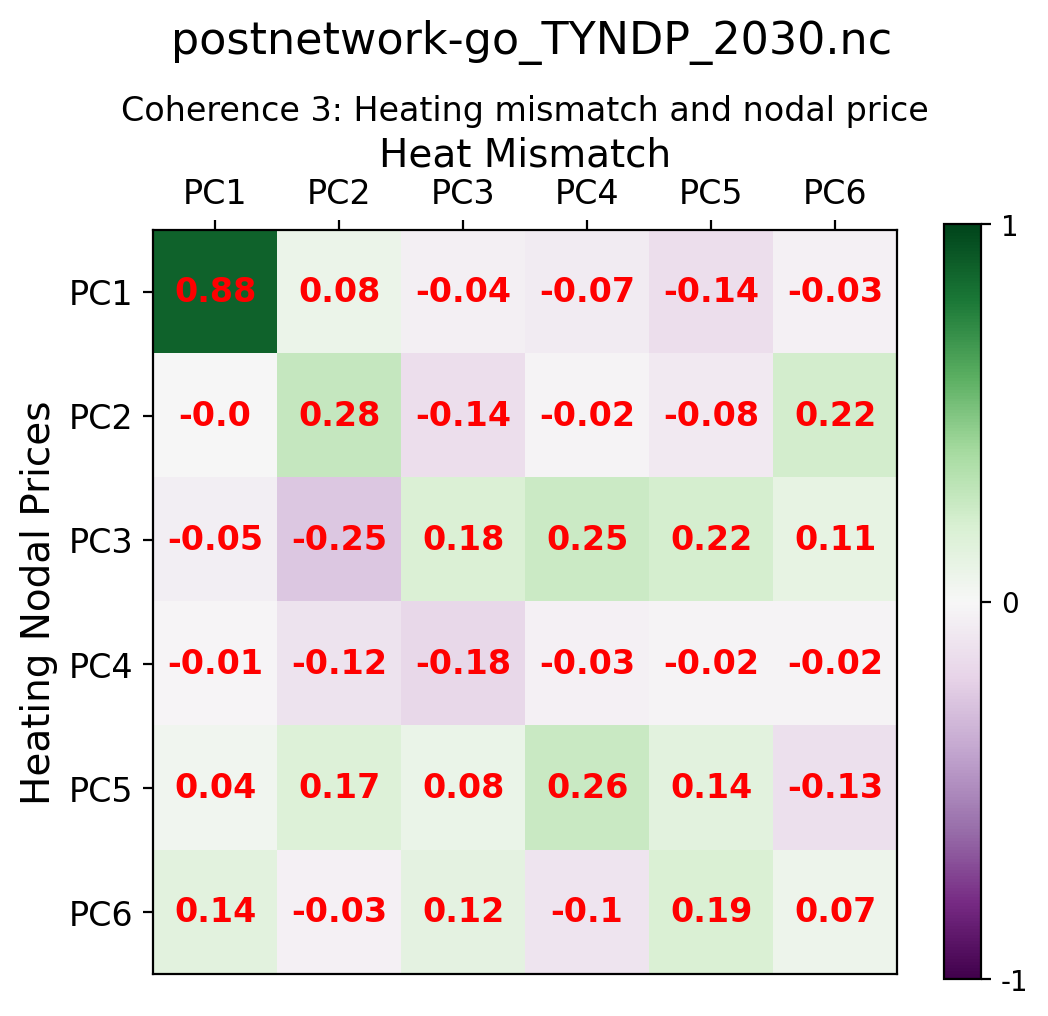 postnetwork-go_TYNDP_2030.nc
Coherence 3: Heating mismatch and nodal price
Heat Mismatch
PC1 PC2 PC3 PC4 PC5 PC6
Heating Nodal Prices
PC1 0.88 0.08 -0.04 -0.07 -0.14 -0.03
PC2 -0.0 0.28 -0.14 -0.02 -0.08 0.22
PC3 -0.05 -0.25 0.18 0.25 0.22 0.11
PC4 -0.01 -0.12 -0.18 -0.03 -0.02 -0.02
PC5 0.04 0.17 0.08 0.26 0.14 -0.13
PC6 0.14 -0.03 0.12 -0.1 0.19 0.07
1
0
-1